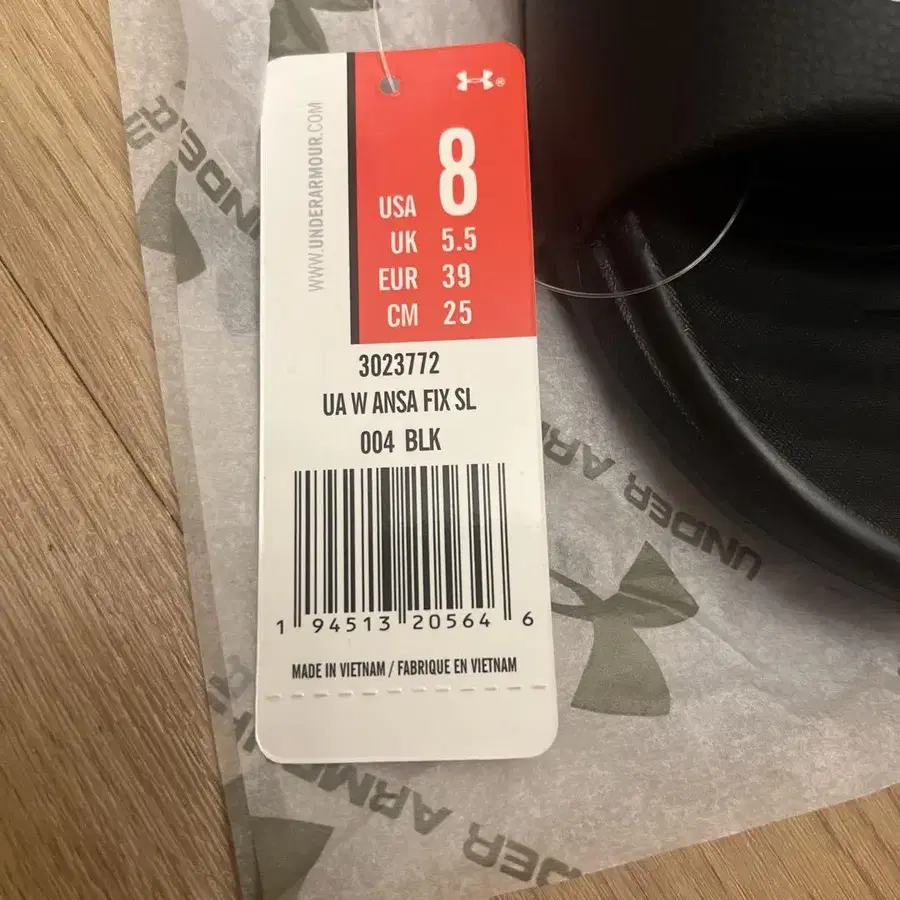 WWW.UNDERARMOUR.COM
USA 8
UK 5.5
EUR 39
CM 25
3023772
UA W ANSA FIX SL
004 BLK
1 94513 20564 6
MADE IN VIETNAM / FABRIQUE EN VIETNAM
UNDER
UNDER ARMOUR
UNDER ARMOUR